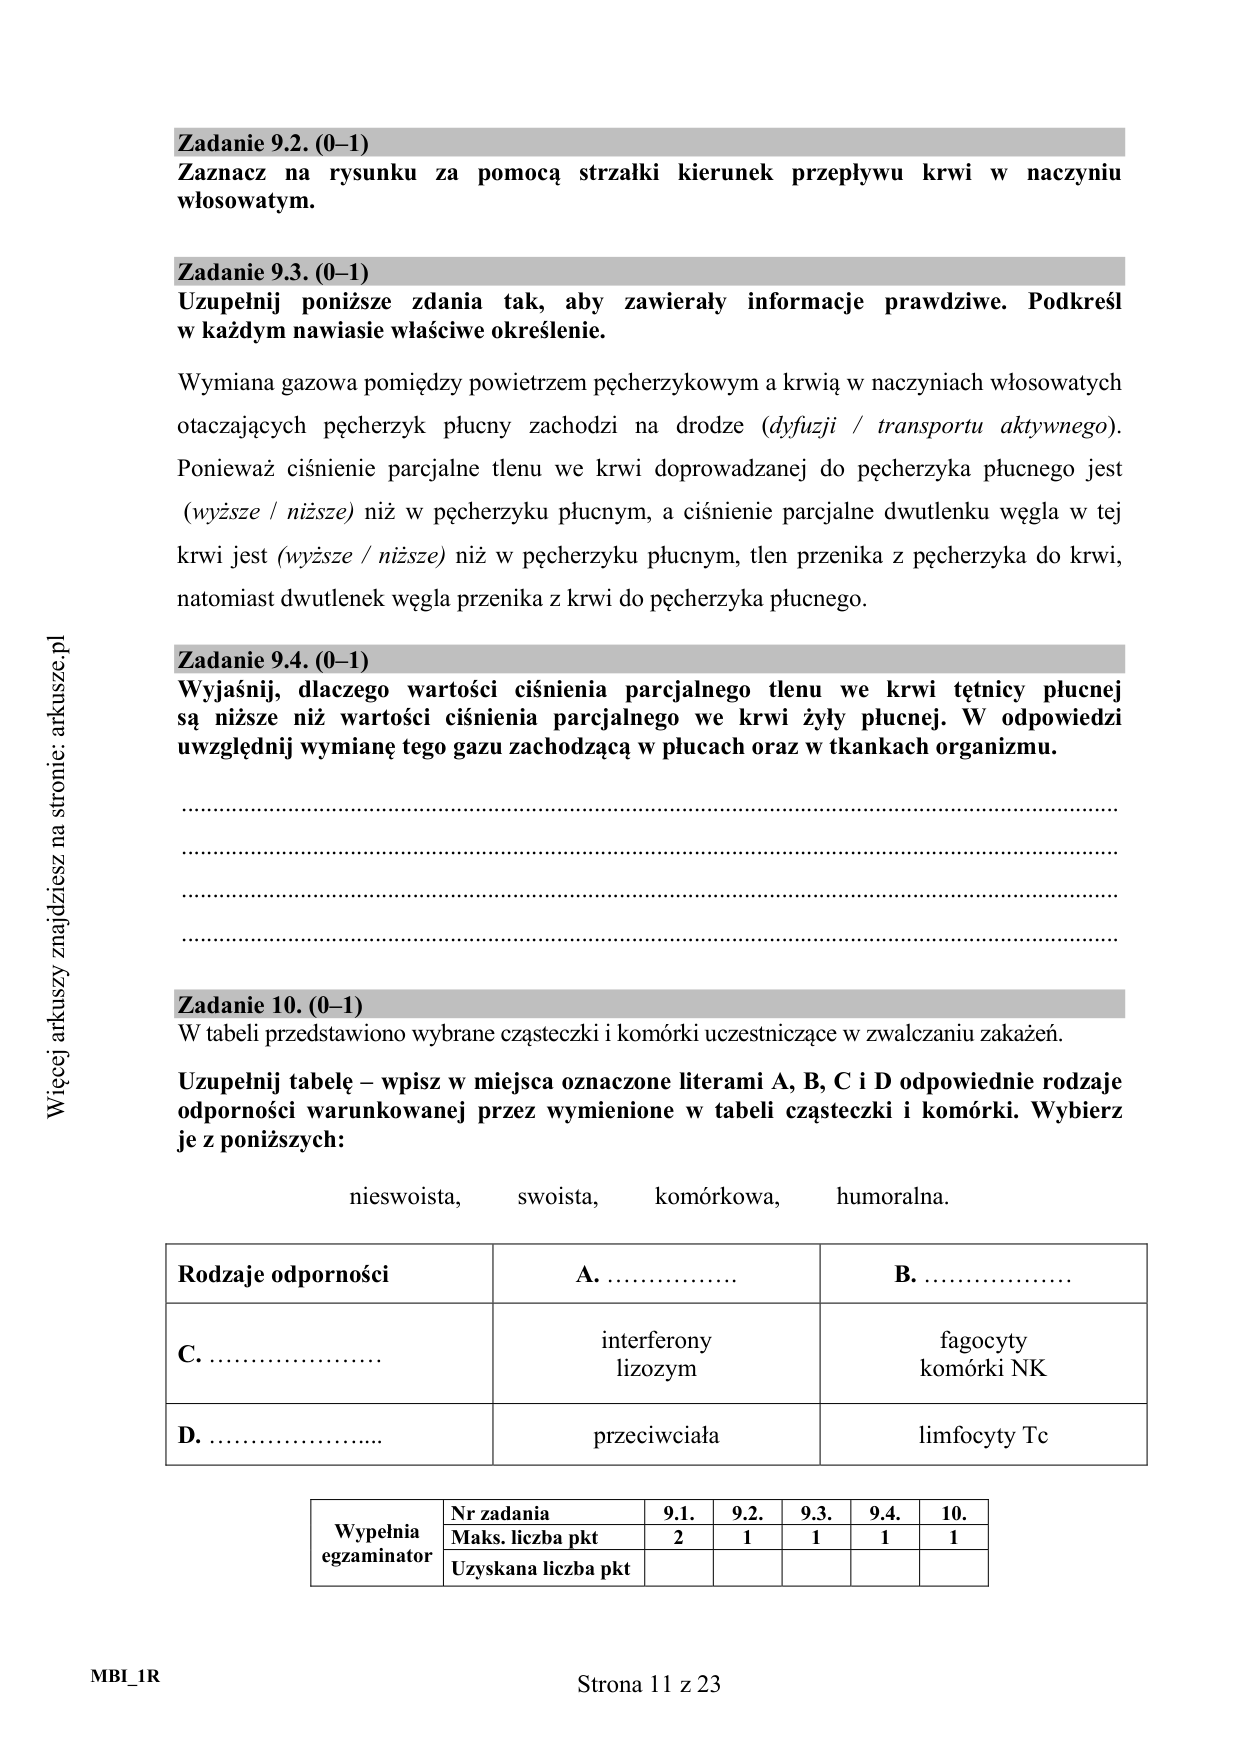 Zadanie 9.2. (0–1)
Zaznacz na rysunku za pomocą strzałki kierunek przepływu krwi w naczyniu
włosowatym.
Zadanie 9.3. (0–1)
Uzupełnij poniższe zdania tak, aby zawierały informacje prawdziwe. Podkreśl
w każdym nawiasie właściwe określenie.
Wymiana gazowa pomiędzy powietrzem pęcherzykowym a krwią w naczyniach włosowatych
otaczających pęcherzyk płucny zachodzi na drodze (dyfuzji / transportu aktywnego).
Ponieważ ciśnienie parcjalne tlenu we krwi doprowadzanej do pęcherzyka płucnego jest
(wyższe / niższe) niż w pęcherzyku płucnym, a ciśnienie parcjalne dwutlenku węgla w tej
krwi jest (wyższe / niższe) niż w pęcherzyku płucnym, tlen przenika z pęcherzyka do krwi,
natomiast dwutlenek węgla przenika z krwi do pęcherzyka płucnego.
Zadanie 9.4. (0–1)
Wyjaśnij, dlaczego wartości ciśnienia parcjalnego tlenu we krwi tętnicy płucnej
są niższe niż wartości ciśnienia parcjalnego we krwi żyły płucnej. W odpowiedzi
uwzględnij wymianę tego gazu zachodzącą w płucach oraz w tkankach organizmu.
Zadanie 10. (0–1)
W tabeli przedstawiono wybrane cząsteczki i komórki uczestniczące w zwalczaniu zakażeń.
Uzupełnij tabelę – wpisz w miejsca oznaczone literami A, B, C i D odpowiednie rodzaje
odporności warunkowanej przez wymienione w tabeli cząsteczki i komórki. Wybierz
je z poniższych:
nieswoista, swoista, komórkowa, humoralna.
Rodzaje odporności A. ……………. B. ………………
C. …………………
interferony
lizozym
fagocyty
komórki NK
D. ………………....
przeciwciała
limfocyty Tc
Wypełnia
egzaminator
Nr zadania 9.1. 9.2. 9.3. 9.4. 10.
Maks. liczba pkt 2 1 1 1 1
Uzyskana liczba pkt
MBI_1R
Strona 11 z 23
Więcej arkuszy znajdziesz na stronie: arkusze.pl